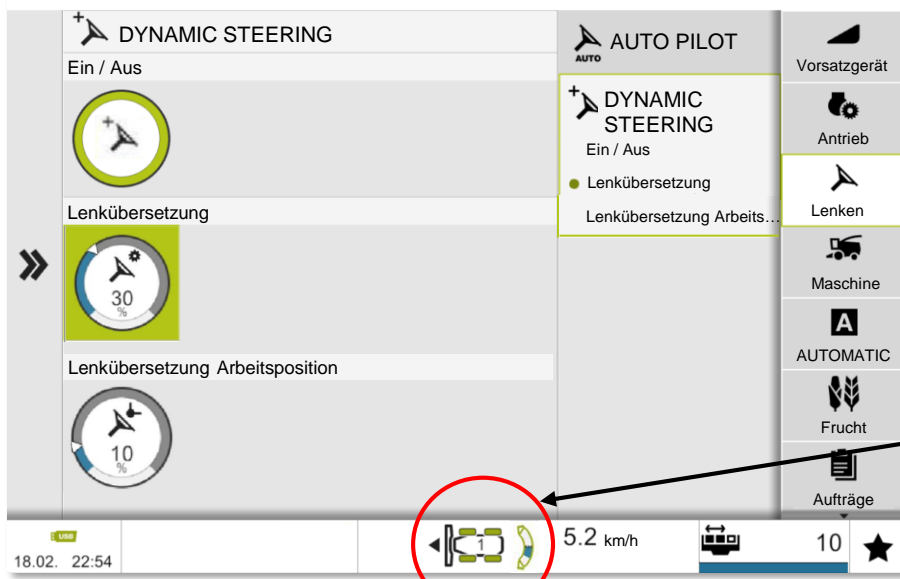 DYNAMIC STEERING
Ein / Aus
Lenkübersetzung
30
%
Lenkübersetzung Arbeitsposition
10
%
AUTO
AUTO PILOT
DYNAMIC
STEERING
Ein / Aus
Lenkübersetzung
Lenkübersetzung Arbeits...
Vorsatzgerät
Antrieb
Lenken
Maschine
A
AUTOMATIC
Frucht
Aufträge
USB
18.02. 22:54
1
5.2 km/h
10